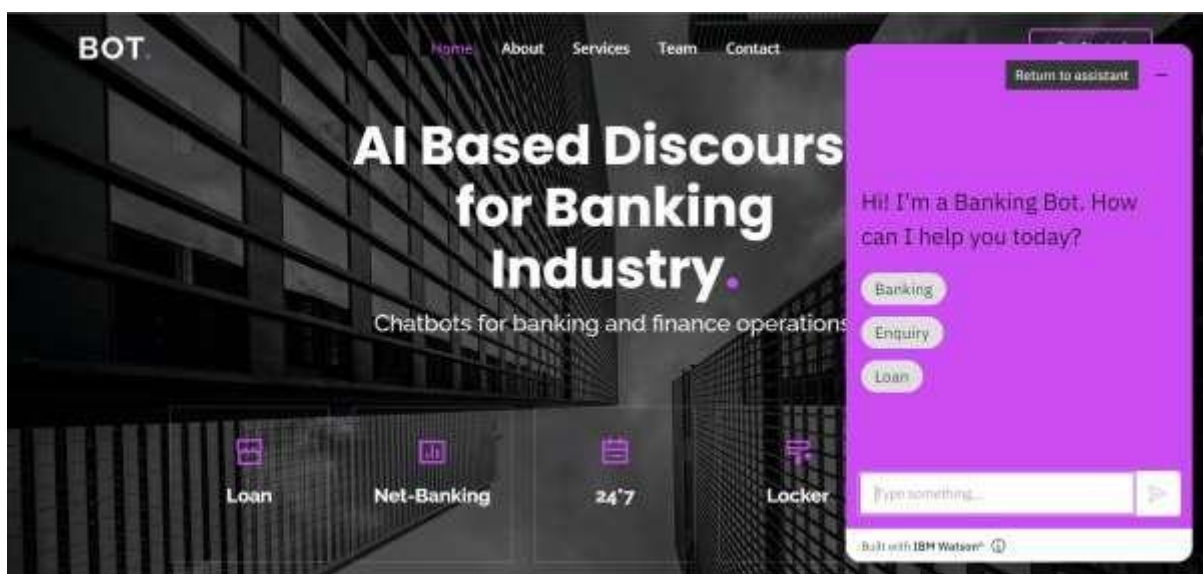 BOT.
Home About Services Team Contact
Return to assistant
AI Based Discours
for Banking
Industry.
Chatbots for banking and finance operations
Hi! I'm a Banking Bot. How
can I help you today?
Banking
Enquiry
Loan
Loan
Net-Banking
24*7
Locker
Type something...
Built with IBM Watson®